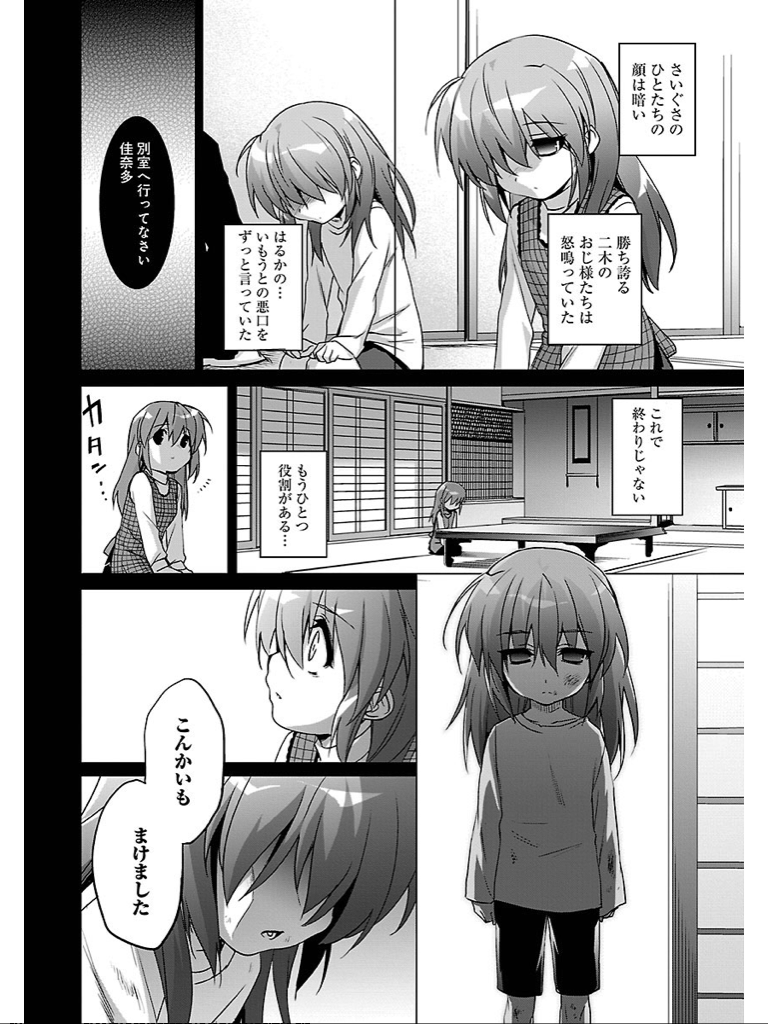 さいぐさの
ひとたちの
顔は暗い
勝ち誇る
二木の
おじ様たちは
怒鳴っていた
はるかの…
いもうとの悪口を
ずっと言っていた
別室へ行ってなさい
佳奈多
これで
終わりじゃない
もうひとつ
役割がある…
カタン…
こんかいも
まけました